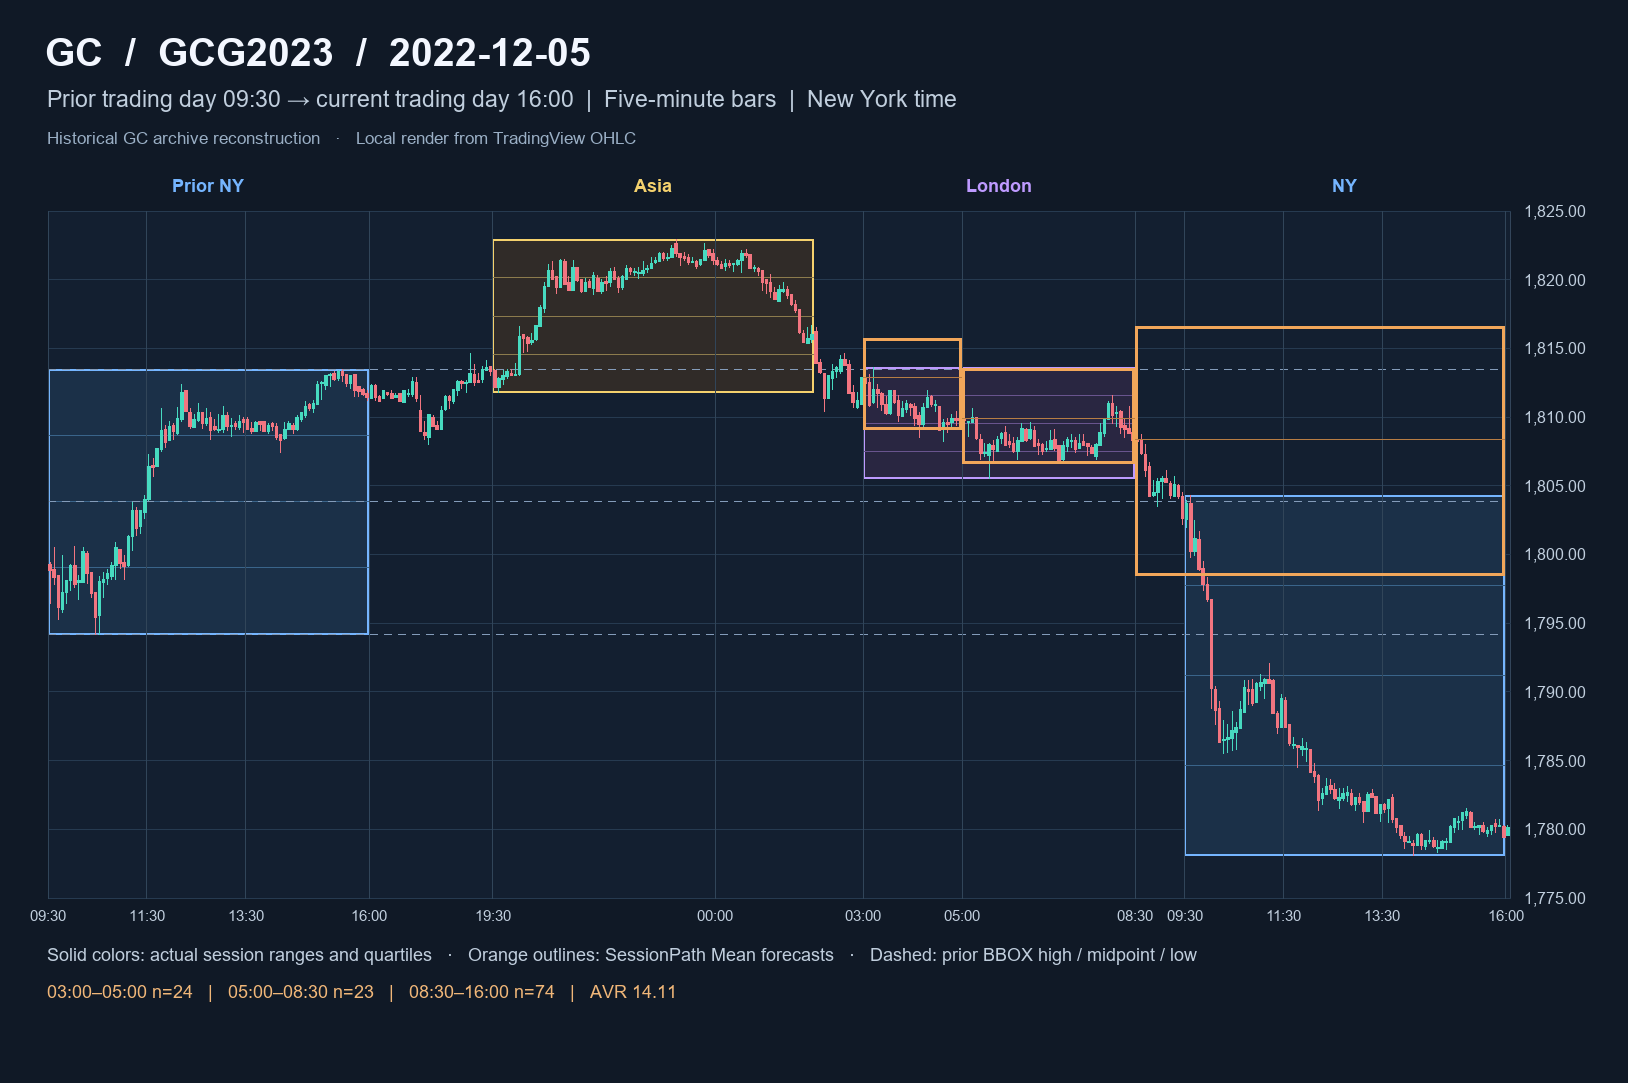 GC / GCG2023 / 2022-12-05
Prior trading day 09:30 → current trading day 16:00 | Five-minute bars | New York time
Historical GC archive reconstruction · Local render from TradingView OHLC
Prior NY Asia London NY
1,825.00
1,820.00
1,815.00
1,810.00
1,805.00
1,800.00
1,795.00
1,790.00
1,785.00
1,780.00
1,775.00
09:30 11:30 13:30 16:00 19:30 00:00 03:00 05:00 08:30 09:30 11:30 13:30 16:00
Solid colors: actual session ranges and quartiles · Orange outlines: SessionPath Mean forecasts · Dashed: prior BBOX high / midpoint / low
03:00–05:00 n=24 | 05:00–08:30 n=23 | 08:30–16:00 n=74 | AVR 14.11